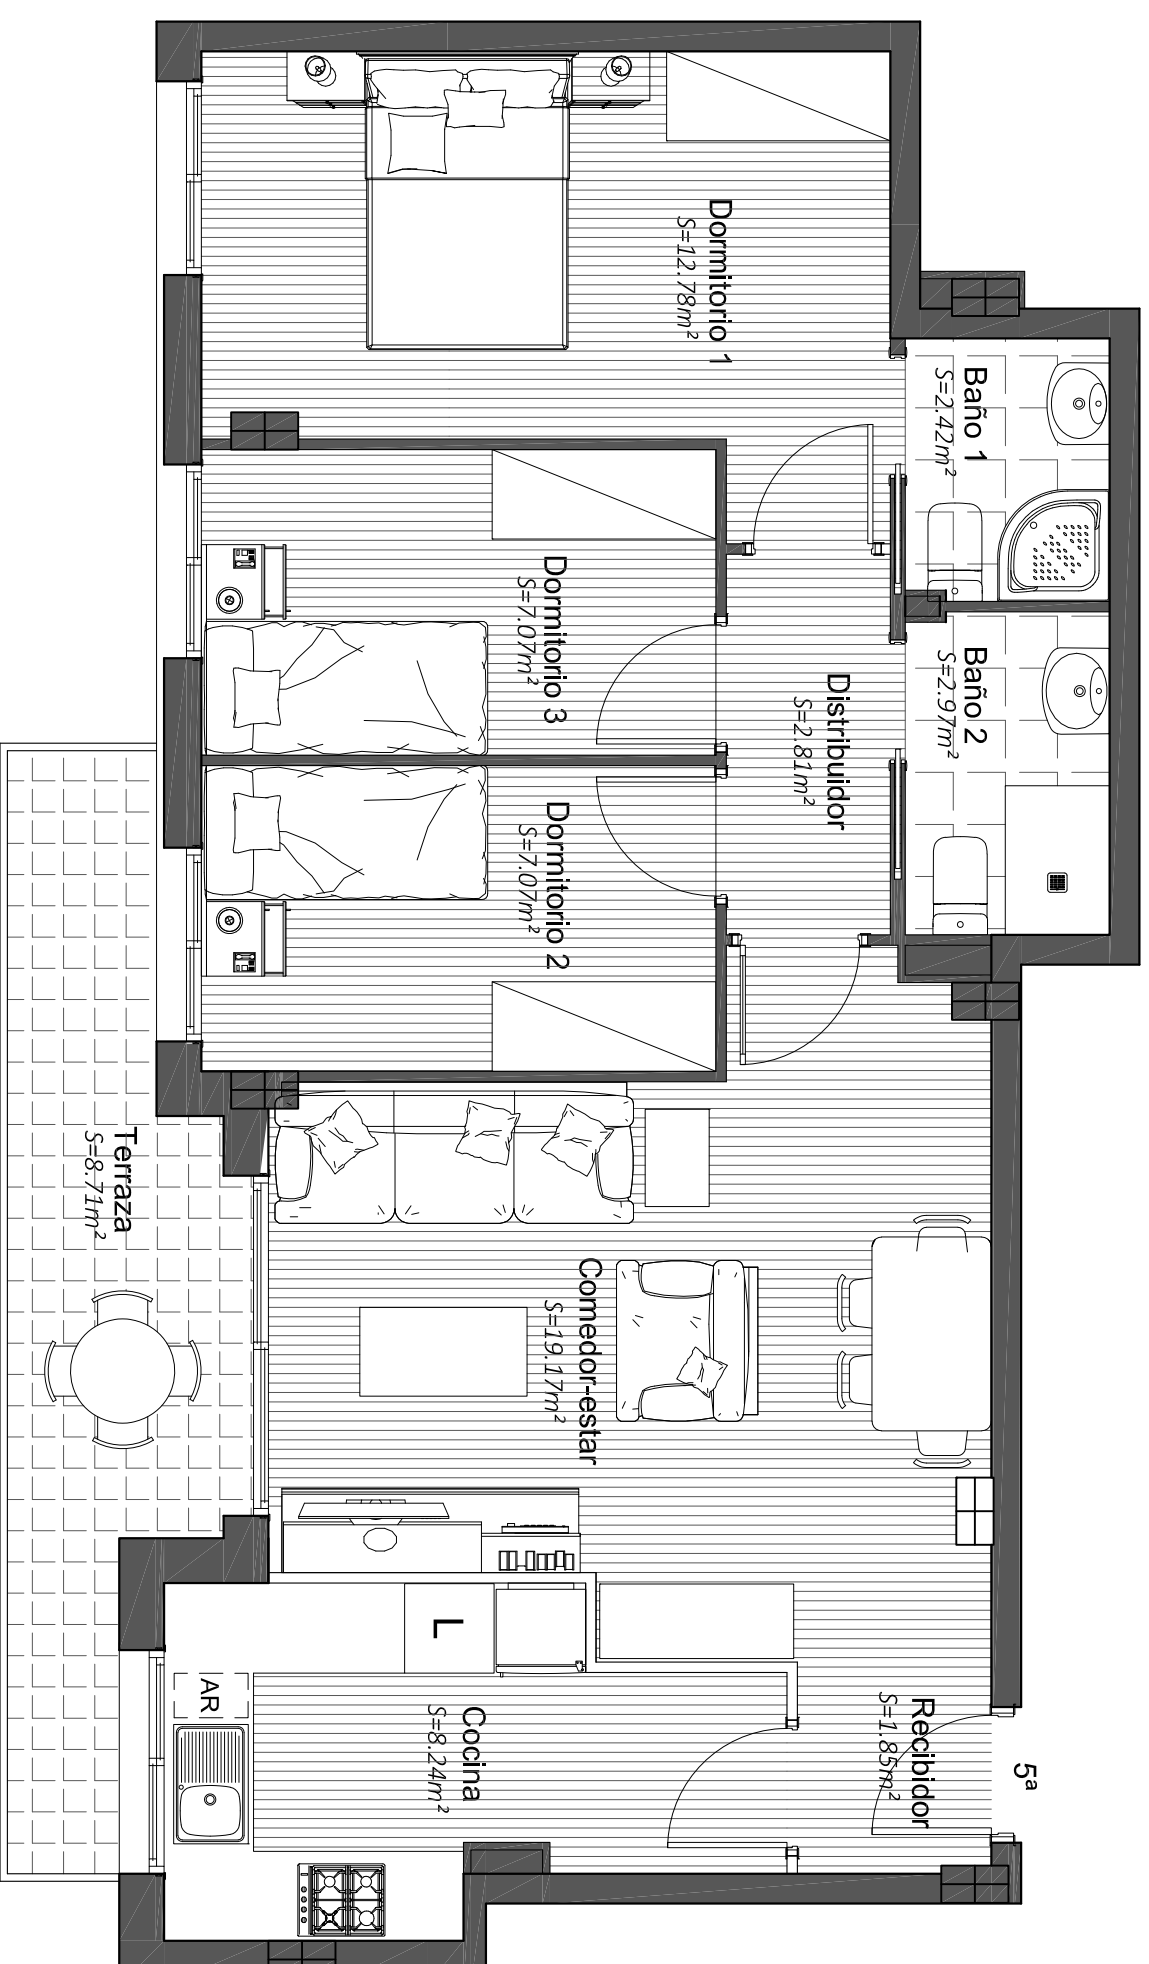 Dormitorio 1
S=12.78m²
Baño 1
S=2.42m²
Dormitorio 3
S=7.07m²
Baño 2
S=2.97m²
Distribuidor
S=2.81m²
Dormitorio 2
S=7.07m²
Terraza
S=8.71m²
Comedor-estar
S=19.17m²
L
AR
Cocina
S=8.24m²
Recibidor
S=1.85m²
5ª